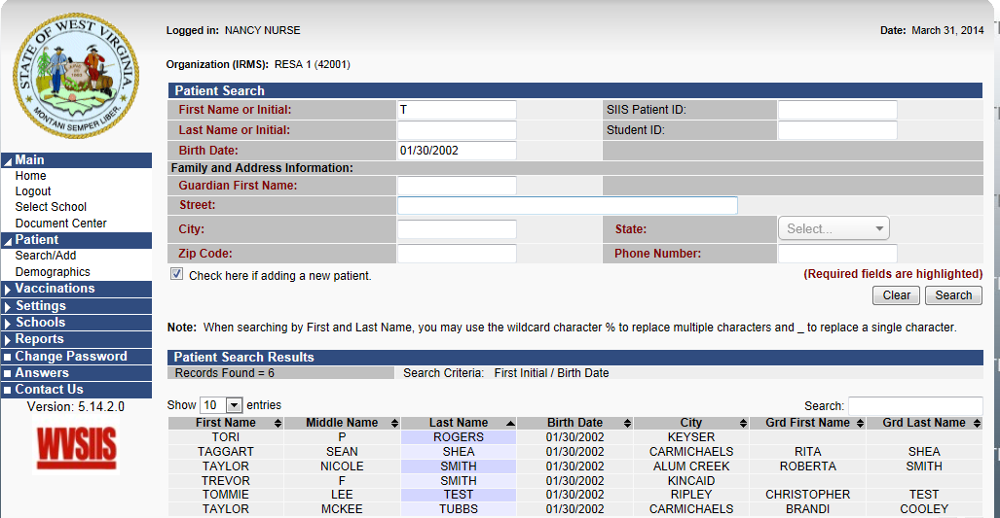 STATE OF WEST VIRGINIA
MONTANI SEMPER LIBERI
Logged in: NANCY NURSE
Date: March 31, 2014
Organization (IRMS): RESA 1 (42001)
Main
Home
Logout
Select School
Document Center
Patient
Search/Add
Demographics
Vaccinations
Settings
Schools
Reports
Change Password
Answers
Contact Us
Version: 5.14.2.0
WVSIIS
Patient Search
First Name or Initial: T SIIS Patient ID:
Last Name or Initial: Student ID:
Birth Date: 01/30/2002
Family and Address Information:
Guardian First Name:
Street:
City: State: Select...
Zip Code: Phone Number:
Check here if adding a new patient. (Required fields are highlighted)
Clear Search
Note: When searching by First and Last Name, you may use the wildcard character % to replace multiple characters and _ to replace a single character.
Patient Search Results
Records Found = 6 Search Criteria: First Initial / Birth Date
Show 10 entries Search:
First Name Middle Name Last Name Birth Date City Grd First Name Grd Last Name
TORI P ROGERS 01/30/2002 KEYSER
TAGGART SEAN SHEA 01/30/2002 CARMICHAELS RITA SHEA
TAYLOR NICOLE SMITH 01/30/2002 ALUM CREEK ROBERTA SMITH
TREVOR F SMITH 01/30/2002 KINCAID
TOMMIE LEE TEST 01/30/2002 RIPLEY CHRISTOPHER TEST
TAYLOR MCKEE TUBBS 01/30/2002 CARMICHAELS BRANDI COOLEY